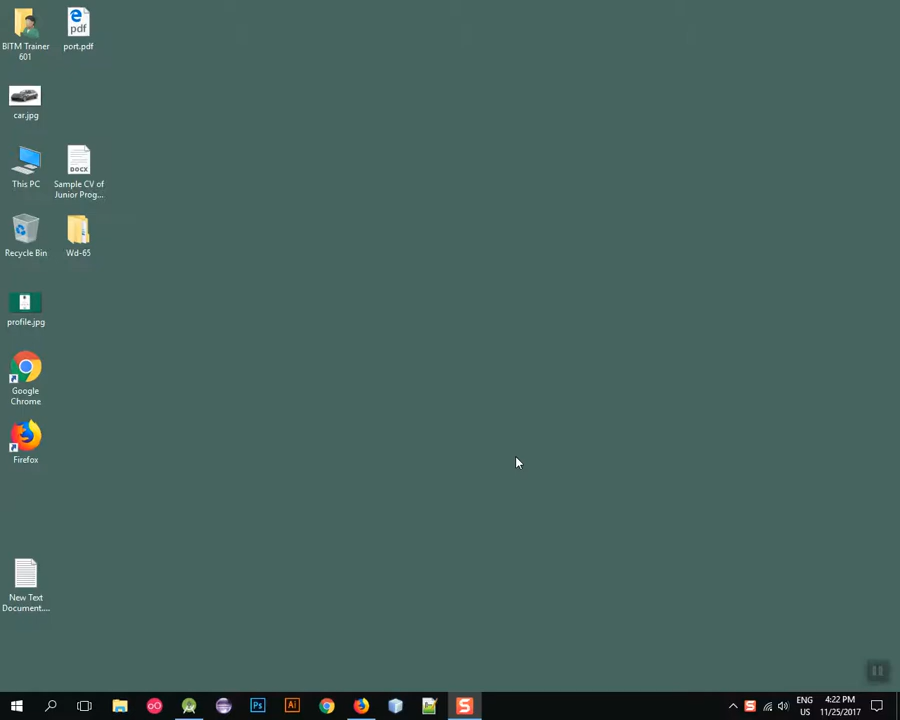 BITM Trainer
601
port.pdf
car.jpg
This PC
DOCX
Sample CV of
Junior Prog...
Recycle Bin
Wd-65
profile.jpg
Google
Chrome
Firefox
New Text
Document....
ENG
US
4:22 PM
11/25/2017